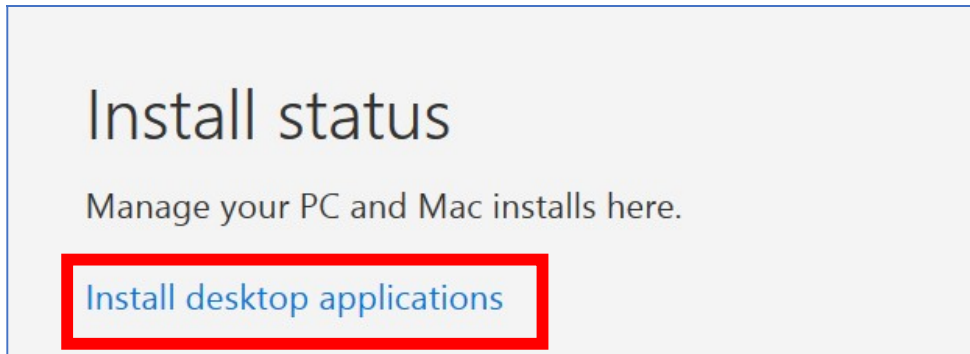 Install status
Manage your PC and Mac installs here.
Install desktop applications